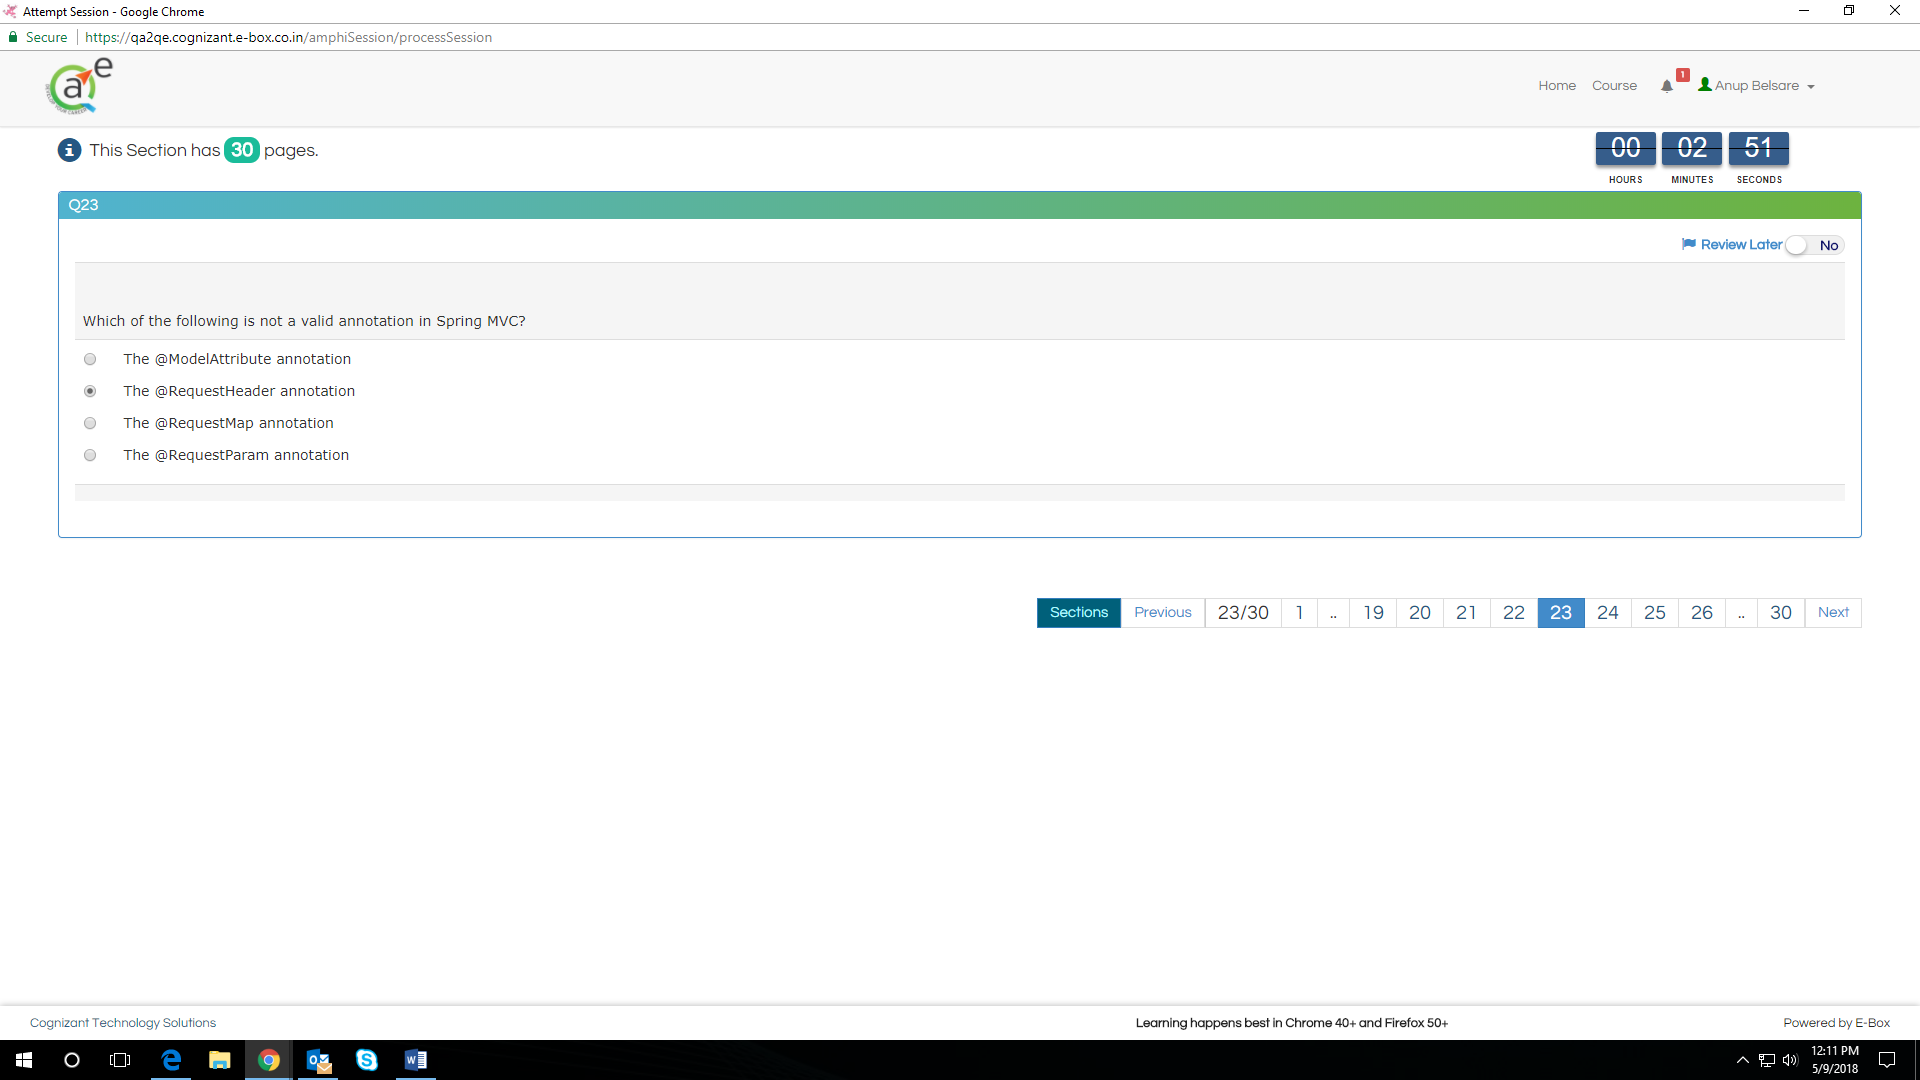 Attempt Session - Google Chrome
Secure | https://qa2qe.cognizant.e-box.co.in/amphiSession/processSession
a e
Home Course 1 Anup Belsare
This Section has 30 pages.
00 02 51
HOURS MINUTES SECONDS
Q23
Review Later No
Which of the following is not a valid annotation in Spring MVC?
The @ModelAttribute annotation
The @RequestHeader annotation
The @RequestMap annotation
The @RequestParam annotation
Sections Previous 23/30 1 .. 19 20 21 22 23 24 25 26 .. 30 Next
Cognizant Technology Solutions Learning happens best in Chrome 40+ and Firefox 50+ Powered by E-Box
12:11 PM
5/9/2018